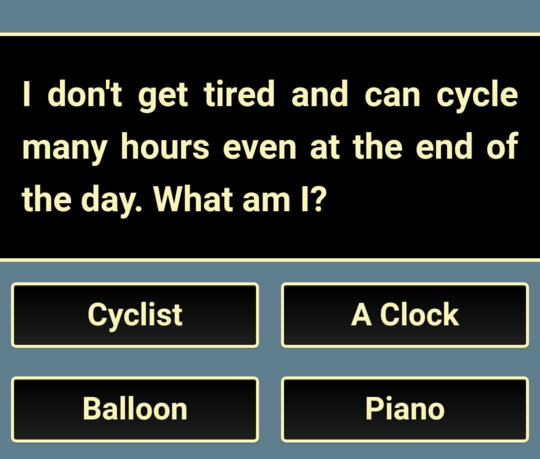 I don't get tired and can cycle
many hours even at the end of
the day. What am I?
Cyclist
A Clock
Balloon
Piano